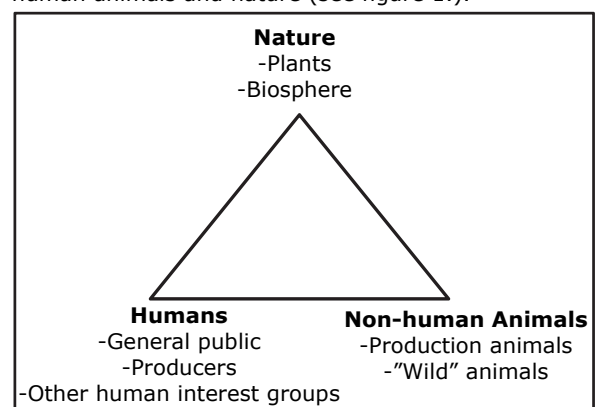 human animals and nature (see figure 1.).
Nature
-Plants
-Biosphere
Humans
-General public
-Producers
-Other human interest groups
Non-human Animals
-Production animals
-”Wild” animals